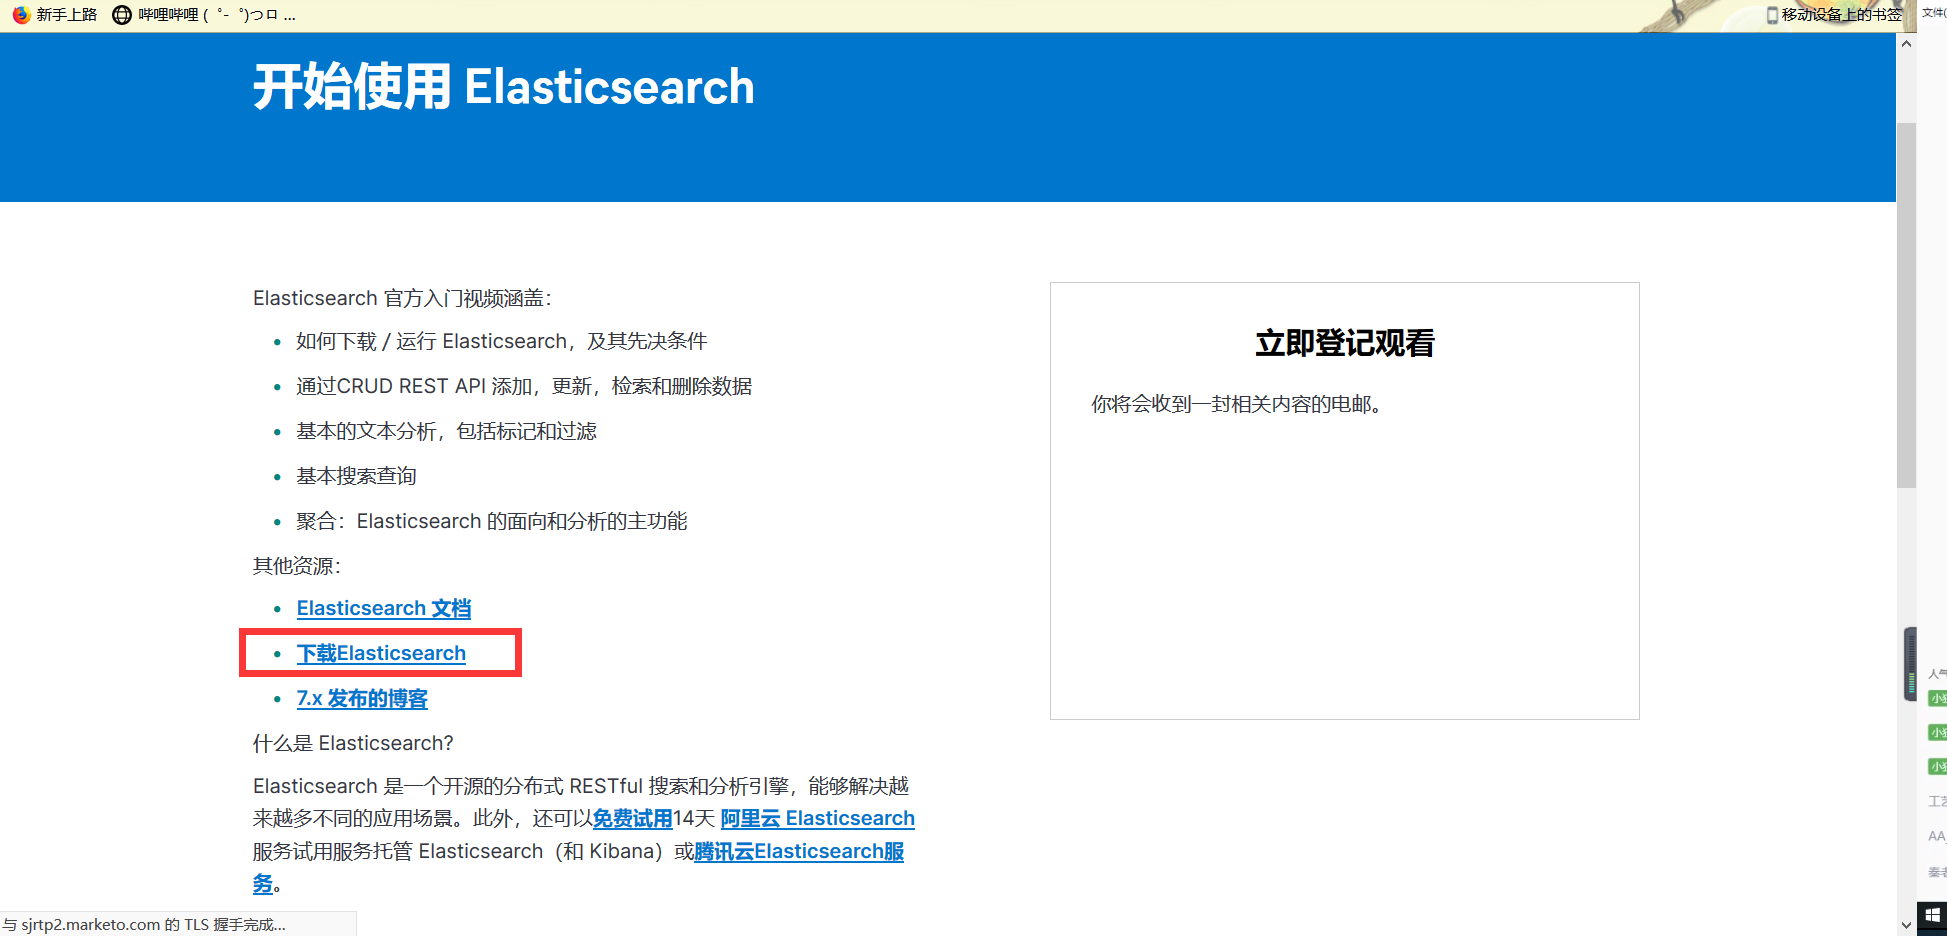 新手上路 哔哩哔哩 ( ゜- ゜)つロ ...
移动设备上的书签
文件(
开始使用 Elasticsearch
Elasticsearch 官方入门视频涵盖：
如何下载 / 运行 Elasticsearch，及其先决条件
通过CRUD REST API 添加，更新，检索和删除数据
基本的文本分析，包括标记和过滤
基本搜索查询
聚合：Elasticsearch 的面向和分析的主功能
其他资源：
Elasticsearch 文档
下载Elasticsearch
7.x 发布的博客
什么是 Elasticsearch?
Elasticsearch 是一个开源的分布式 RESTful 搜索和分析引擎，能够解决越
来越多不同的应用场景。此外，还可以免费试用14天 阿里云 Elasticsearch
服务试用服务托管 Elasticsearch（和 Kibana）或腾讯云Elasticsearch服
务。
立即登记观看
你将会收到一封相关内容的电邮。
人气
小
小
小
工
AA_
秦
与 sjrtp2.marketo.com 的 TLS 握手完成...